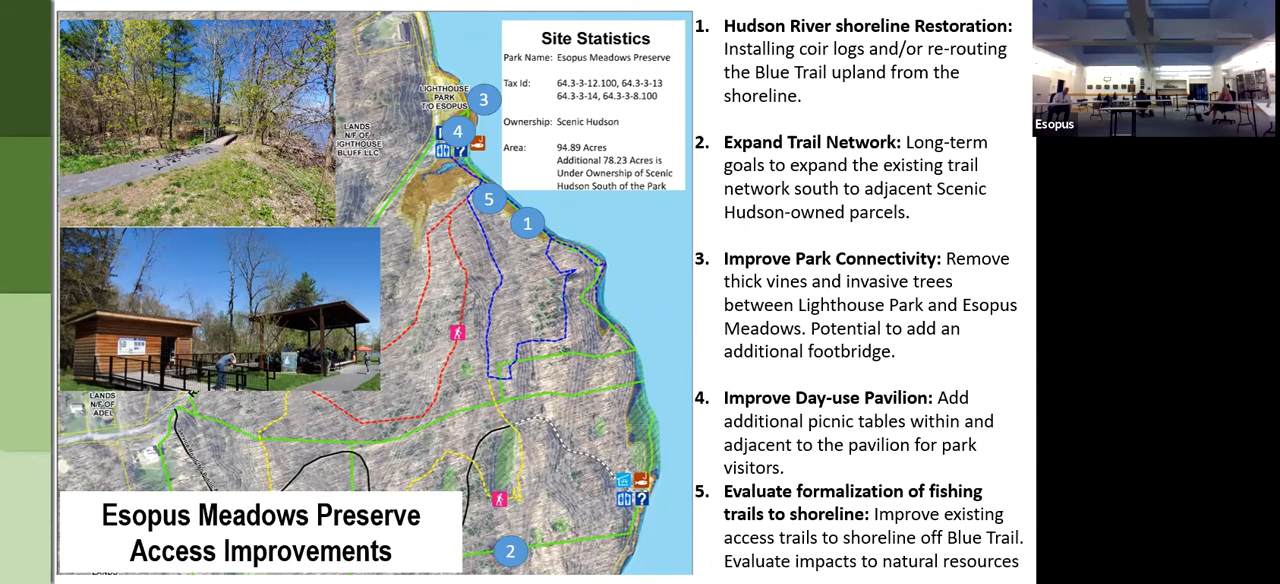 Site Statistics
Park Name: Esopus Meadows Preserve
Tax Id: 64.3-3-12.100, 64.3-3-13
64.3-3-14, 64.3-3-8.100
Ownership: Scenic Hudson
Area: 94.89 Acres
Additional 78.23 Acres is
Under Ownership of Scenic
Hudson South of the Park
LIGHTHOUSE
PARK
T/O ESOPUS
3
4
LANDS
N/F OF
IGHTHOUSE
BLUFF LLC
5
1
LANDS
N/F OF
ADEL
2
Esopus Meadows Preserve
Access Improvements
1. Hudson River shoreline Restoration:
Installing coir logs and/or re-routing
the Blue Trail upland from the
shoreline.
2. Expand Trail Network: Long-term
goals to expand the existing trail
network south to adjacent Scenic
Hudson-owned parcels.
3. Improve Park Connectivity: Remove
thick vines and invasive trees
between Lighthouse Park and Esopus
Meadows. Potential to add an
additional footbridge.
4. Improve Day-use Pavilion: Add
additional picnic tables within and
adjacent to the pavilion for park
visitors.
5. Evaluate formalization of fishing
trails to shoreline: Improve existing
access trails to shoreline off Blue Trail.
Evaluate impacts to natural resources
Esopus